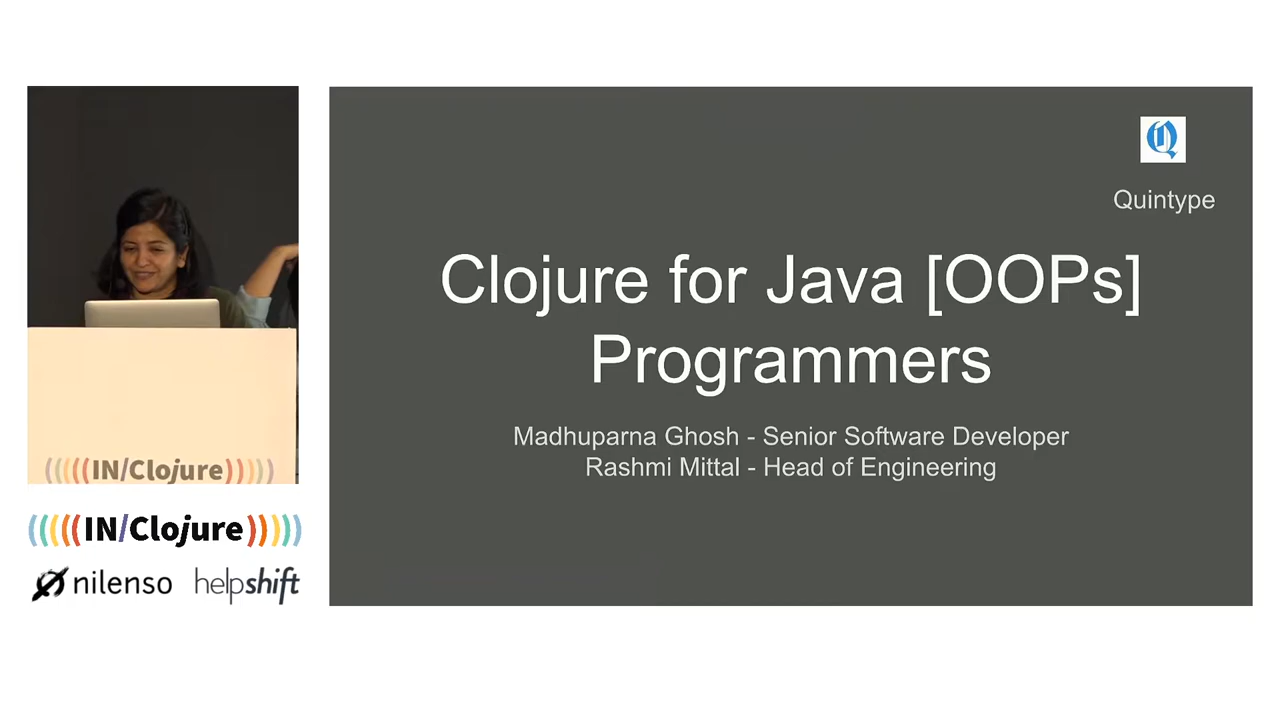 Quintype
Clojure for Java [OOPs]
Programmers
Madhuparna Ghosh - Senior Software Developer
Rashmi Mittal - Head of Engineering
(((((IN/Clojure)))))
(((((IN/Clojure)))))
nilenso helpshift